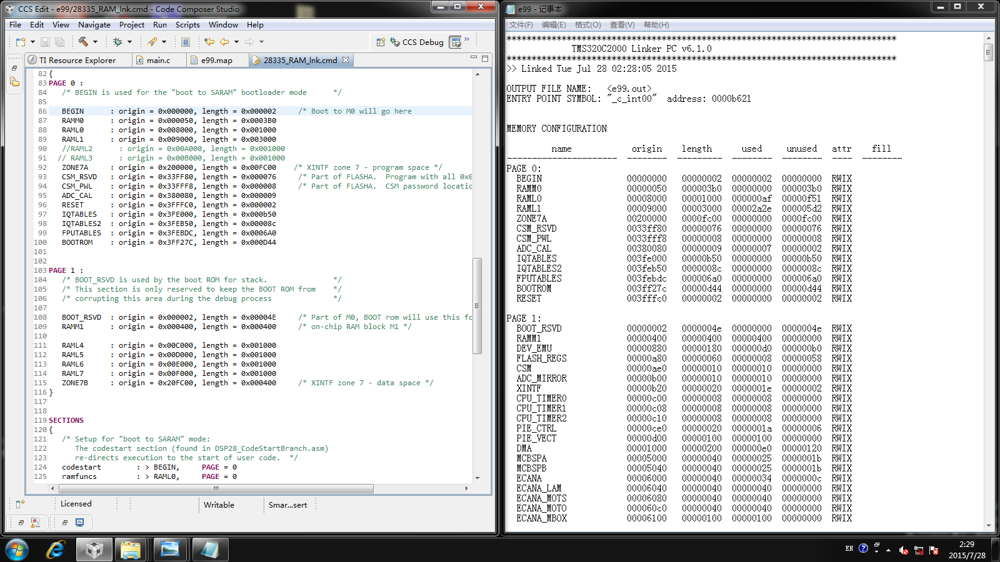 CCS Edit - e99/28335_RAM_lnk.cmd - Code Composer Studio
File Edit View Navigate Project Run Scripts Window Help
CCS Debug
TI Resource Explorer main.c e99.map 28335_RAM_lnk.cmd
82 {
83 PAGE 0 :
84 /* BEGIN is used for the "boot to SARAM" bootloader mode */
85
86 BEGIN : origin = 0x000000, length = 0x000002 /* Boot to M0 will go here
87 RAMM0 : origin = 0x000050, length = 0x0003B0
88 RAML0 : origin = 0x008000, length = 0x001000
89 RAML1 : origin = 0x009000, length = 0x003000
90 //RAML2 : origin = 0x00A000, length = 0x001000
91 // RAML3 : origin = 0x00B000, length = 0x001000
92 ZONE7A : origin = 0x200000, length = 0x00FC00 /* XINTF zone 7 - program space */
93 CSM_RSVD : origin = 0x33FF80, length = 0x000076 /* Part of FLASHA. Program with all 0x0
94 CSM_PWL : origin = 0x33FFF8, length = 0x000008 /* Part of FLASHA. CSM password locatio
95 ADC_CAL : origin = 0x380080, length = 0x000009
96 RESET : origin = 0x3FFFC0, length = 0x000002
97 IQTABLES : origin = 0x3FE000, length = 0x000b50
98 IQTABLES2 : origin = 0x3FEB50, length = 0x00008c
99 FPUTABLES : origin = 0x3FEBDC, length = 0x0006A0
100 BOOTROM : origin = 0x3FF27C, length = 0x000D44
101
102
103 PAGE 1 :
104 /* BOOT_RSVD is used by the boot ROM for stack. */
105 /* This section is only reserved to keep the BOOT ROM from */
106 /* corrupting this area during the debug process */
107
108 BOOT_RSVD : origin = 0x000002, length = 0x00004E /* Part of M0, BOOT rom will use this fo
109 RAMM1 : origin = 0x000400, length = 0x000400 /* on-chip RAM block M1 */
110
111 RAML4 : origin = 0x00C000, length = 0x001000
112 RAML5 : origin = 0x00D000, length = 0x001000
113 RAML6 : origin = 0x00E000, length = 0x001000
114 RAML7 : origin = 0x00F000, length = 0x001000
115 ZONE7B : origin = 0x20FC00, length = 0x000400 /* XINTF zone 7 - data space */
116 }
117
118
119 SECTIONS
120 {
121 /* Setup for "boot to SARAM" mode:
122 The codestart section (found in DSP28_CodeStartBranch.asm)
123 re-directs execution to the start of user code. */
124 codestart : > BEGIN, PAGE = 0
125 ramfuncs : > RAML0, PAGE = 0
Licensed Writable Smar...sert
e99 - 记事本
文件(F) 编辑(E) 格式(O) 查看(V) 帮助(H)
******************************************************************************
TMS320C2000 Linker PC v6.1.0
******************************************************************************
>> Linked Tue Jul 28 02:28:05 2015
OUTPUT FILE NAME: <e99.out>
ENTRY POINT SYMBOL: "_c_int00" address: 0000b621
MEMORY CONFIGURATION
name origin length used unused attr fill
---------------------- -------- --------- -------- -------- ---- --------
PAGE 0:
BEGIN 00000000 00000002 00000002 00000000 RWIX
RAMM0 00000050 000003b0 00000000 000003b0 RWIX
RAML0 00008000 00001000 000000af 00000f51 RWIX
RAML1 00009000 00003000 00002a2e 000005d2 RWIX
ZONE7A 00200000 0000fc00 00000000 0000fc00 RWIX
CSM_RSVD 0033ff80 00000076 00000000 00000076 RWIX
CSM_PWL 0033fff8 00000008 00000000 00000008 RWIX
ADC_CAL 00380080 00000009 00000007 00000002 RWIX
IQTABLES 003fe000 00000b50 00000000 00000b50 RWIX
IQTABLES2 003feb50 0000008c 00000000 0000008c RWIX
FPUTABLES 003febdc 000006a0 00000000 000006a0 RWIX
BOOTROM 003ff27c 00000d44 00000000 00000d44 RWIX
RESET 003fffc0 00000002 00000000 00000002 RWIX
PAGE 1:
BOOT_RSVD 00000002 0000004e 00000000 0000004e RWIX
RAMM1 00000400 00000400 00000400 00000000 RWIX
DEV_EMU 00000880 00000180 000000d0 000000b0 RWIX
FLASH_REGS 00000a80 00000060 00000008 00000058 RWIX
CSM 00000ae0 00000010 00000010 00000000 RWIX
ADC_MIRROR 00000b00 00000010 00000010 00000000 RWIX
XINTF 00000b20 00000020 0000001e 00000002 RWIX
CPU_TIMER0 00000c00 00000008 00000008 00000000 RWIX
CPU_TIMER1 00000c08 00000008 00000008 00000000 RWIX
CPU_TIMER2 00000c10 00000008 00000008 00000000 RWIX
PIE_CTRL 00000ce0 00000020 0000001a 00000006 RWIX
PIE_VECT 00000d00 00000100 00000100 00000000 RWIX
DMA 00001000 00000200 000000e0 00000120 RWIX
MCBSPA 00005000 00000040 00000025 0000001b RWIX
MCBSPB 00005040 00000040 00000025 0000001b RWIX
ECANA 00006000 00000040 00000034 0000000c RWIX
ECANA_LAM 00006040 00000040 00000040 00000000 RWIX
ECANA_MOTS 00006080 00000040 00000040 00000000 RWIX
ECANA_MOTO 000060c0 00000040 00000040 00000000 RWIX
ECANA_MBOX 00006100 00000100 00000100 00000000 RWIX
EN
2:29
2015/7/28